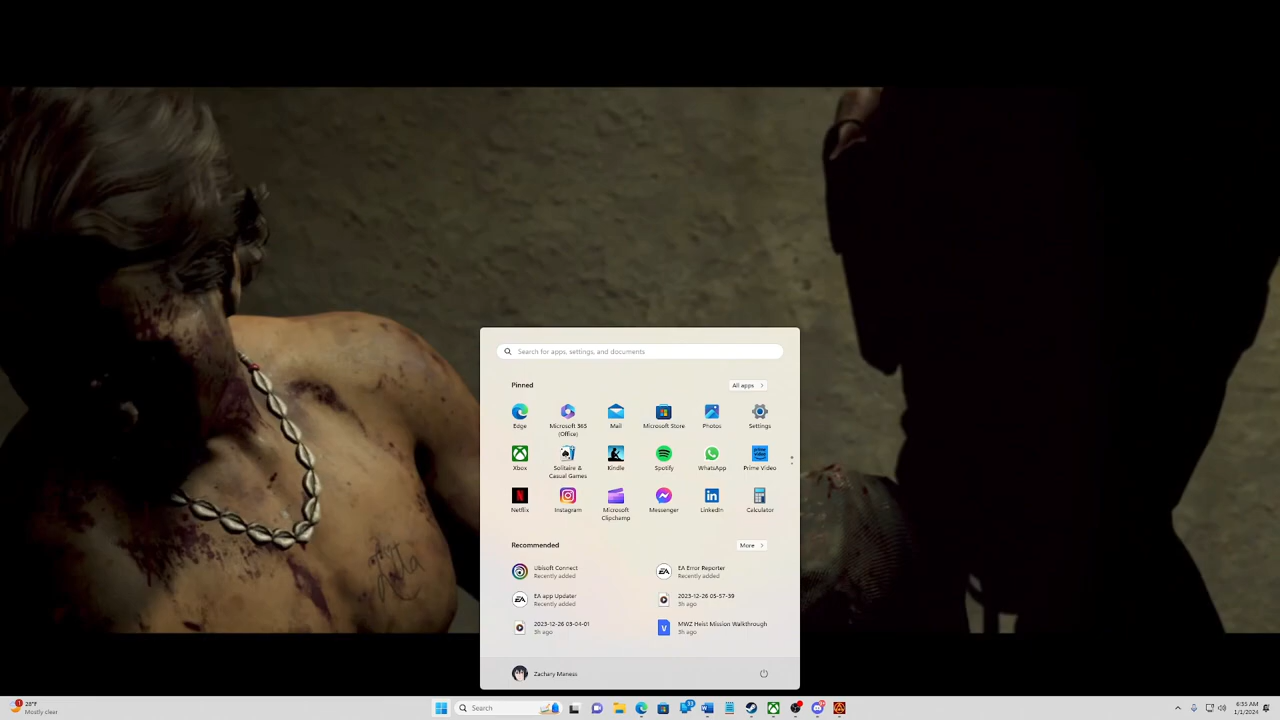 Search for apps, settings, and documents
Pinned
All apps
Edge
Microsoft 365
(Office)
Mail
Microsoft Store
Photos
Settings
Xbox
Solitaire &
Casual Games
Kindle
Spotify
WhatsApp
Prime Video
Netflix
Instagram
Microsoft
Clipchamp
Messenger
LinkedIn
Calculator
Recommended
More
Ubisoft Connect
Recently added
EA Error Reporter
Recently added
EA app Updater
Recently added
2023-12-26 05-57-39
3h ago
2023-12-26 03-04-01
3h ago
MWZ Heist Mission Walkthrough
3h ago
Zachary Maness
28°F
Mostly clear
Search
6:35 AM
1/1/2024